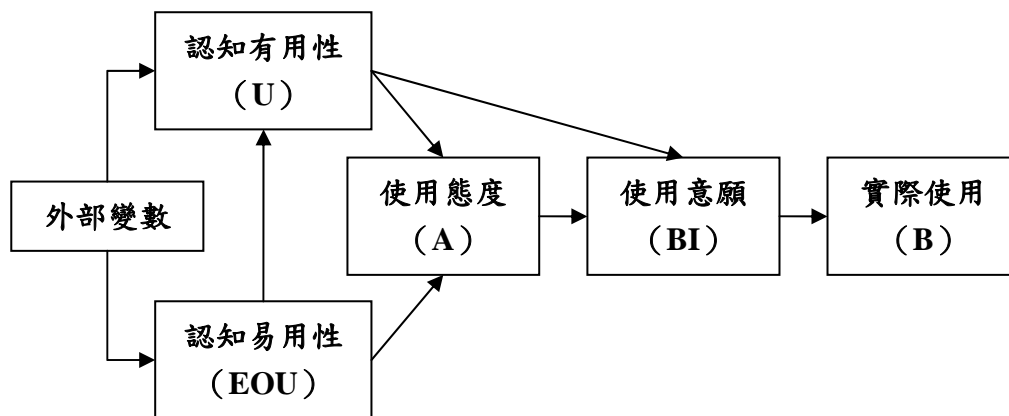 認知有用性
（U）
外部變數
使用態度
（A）
使用意願
（BI）
實際使用
（B）
認知易用性
（EOU）